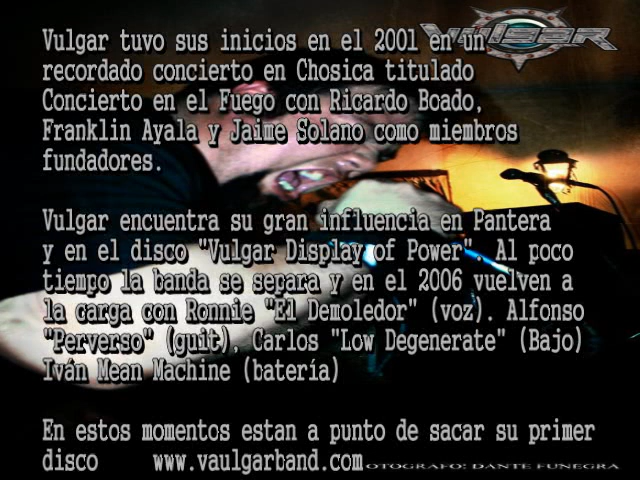 VULGAR
Vulgar tuvo sus inicios en el 2001 en un
recordado concierto en Chosica titulado
Concierto en el Fuego con Ricardo Boado,
Franklin Ayala y Jaime Solano como miembros
fundadores.
Vulgar encuentra su gran influencia en Pantera
y en el disco "Vulgar Display of Power". Al poco
tiempo la banda se separa y en el 2006 vuelven a
la carga con Ronnie "El Demoledor" (voz). Alfonso
"Perverso" (guit), Carlos "Low Degenerate" (Bajo)
Iván Mean Machine (batería)
En estos momentos estan a punto de sacar su primer
disco www.vaulgarband.com
OTOGRAFO: DANTE FUNEGRA